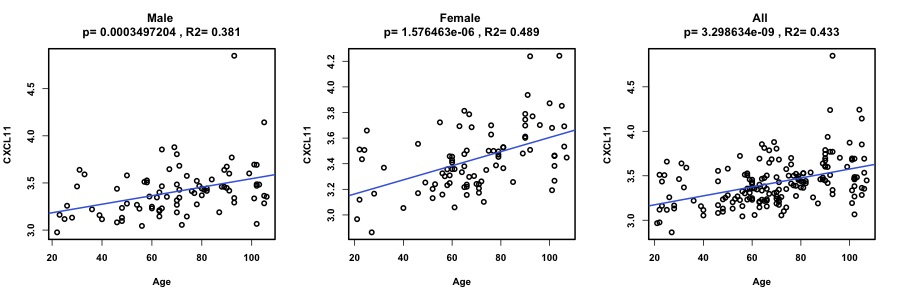 Male
p= 0.0003497204 , R2= 0.381
CXCL11
4.5
4.0
3.5
3.0
20 40 60 80 100
Age
Female
p= 1.576463e-06 , R2= 0.489
CXCL11
4.2
4.0
3.8
3.6
3.4
3.2
3.0
20 40 60 80 100
Age
All
p= 3.298634e-09 , R2= 0.433
CXCL11
4.5
4.0
3.5
3.0
20 40 60 80 100
Age